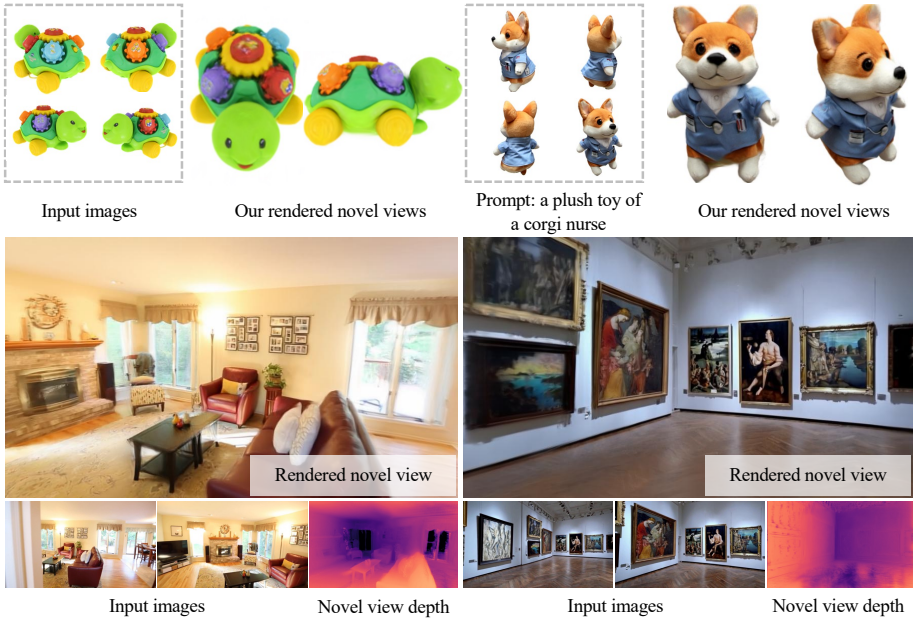 Input images
Our rendered novel views
Prompt: a plush toy of
a corgi nurse
Our rendered novel views
Rendered novel view
Rendered novel view
Input images
Novel view depth
Input images
Novel view depth